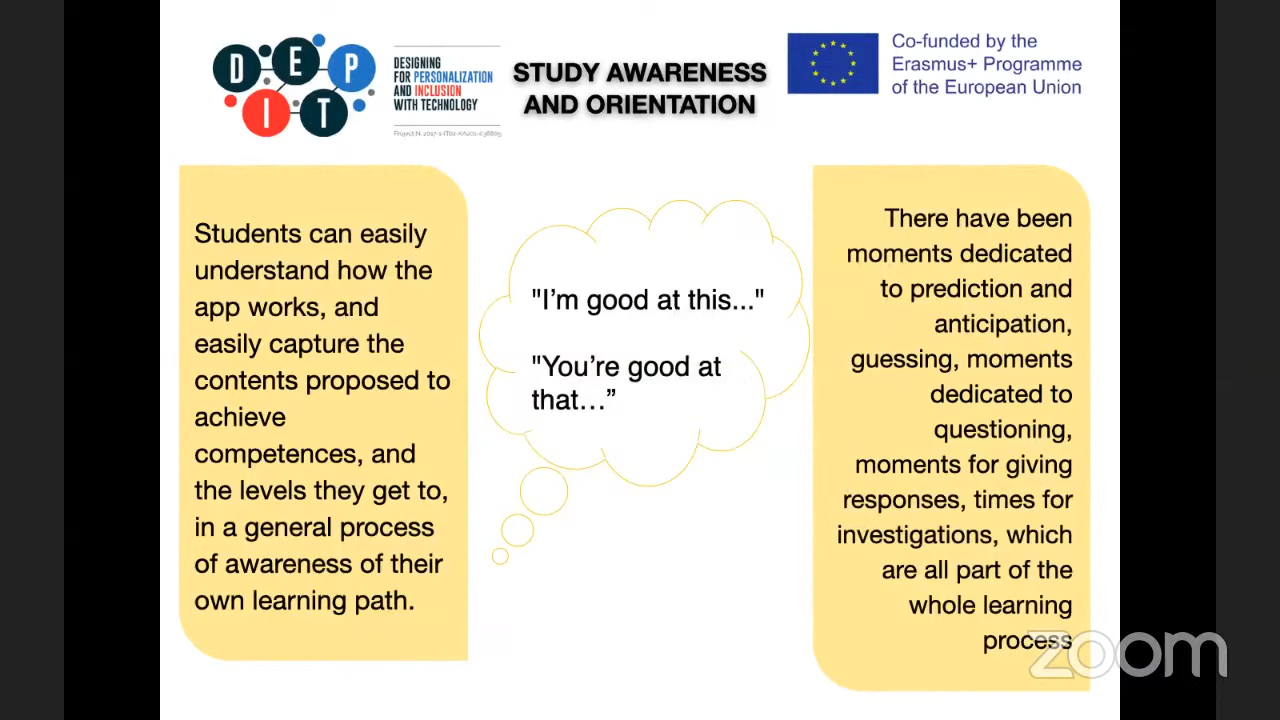 DEP
IT
DESIGNING
FOR PERSONALIZATION
AND INCLUSION
WITH TECHNOLOGY
STUDY AWARENESS
AND ORIENTATION
Co-funded by the
Erasmus+ Programme
of the European Union
Students can easily
understand how the
app works, and
easily capture the
contents proposed to
achieve
competences, and
the levels they get to,
in a general process
of awareness of their
own learning path.
"I’m good at this..."
"You’re good at
that…”
There have been
moments dedicated
to prediction and
anticipation,
guessing, moments
dedicated to
questioning,
moments for giving
responses, times for
investigations, which
are all part of the
whole learning
process
zoom